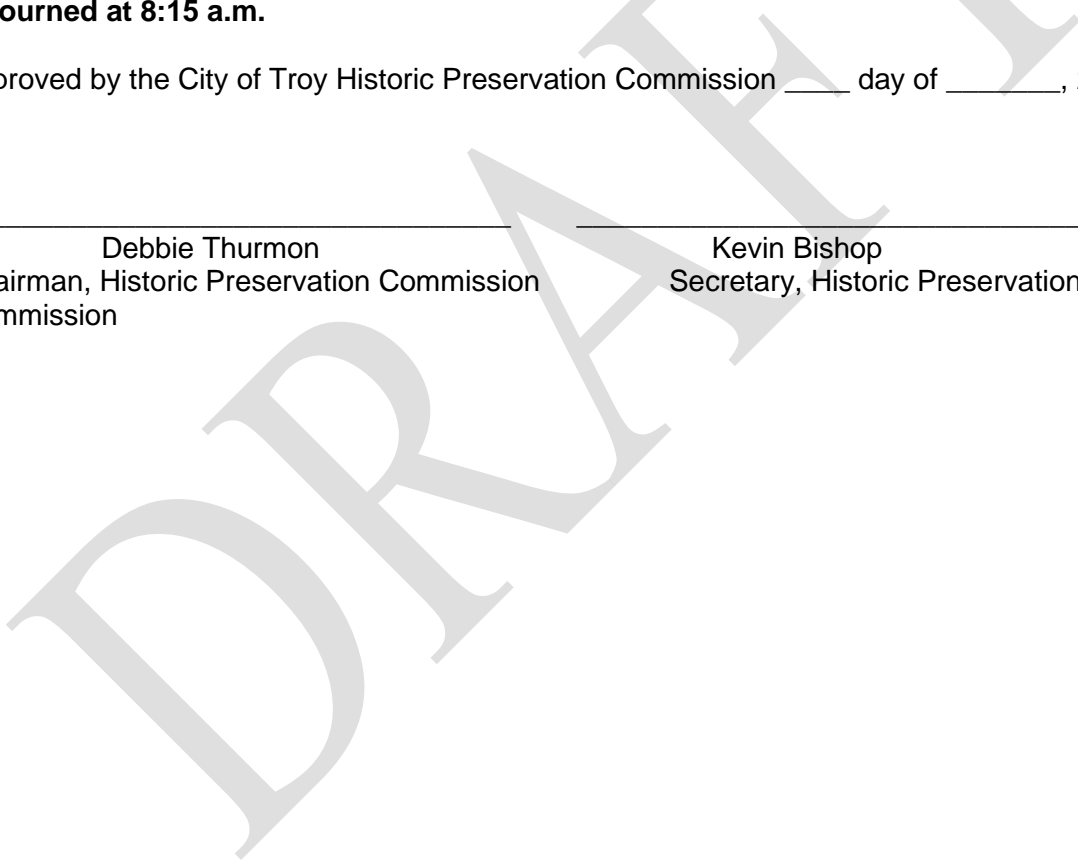 ourned at 8:15 a.m.
proved by the City of Troy Historic Preservation Commission ____ day of _______,
Debbie Thurmon Kevin Bishop
airman, Historic Preservation Commission Secretary, Historic Preservation
mmission
DRAFT